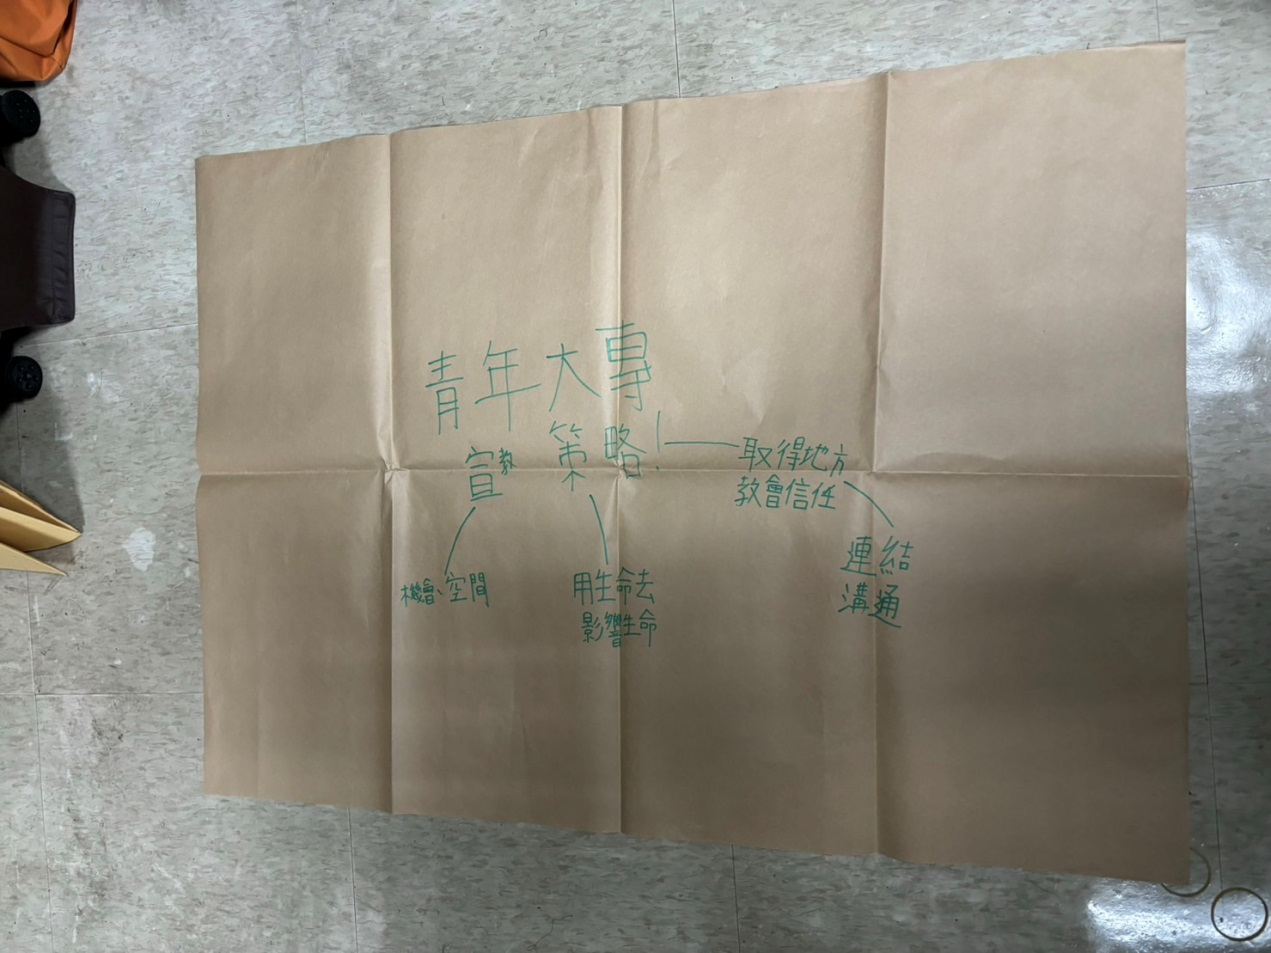 青年大專
宣教策略!
取得地方
教會信任
機會、空間
用生命去
影響生命
連結
溝通